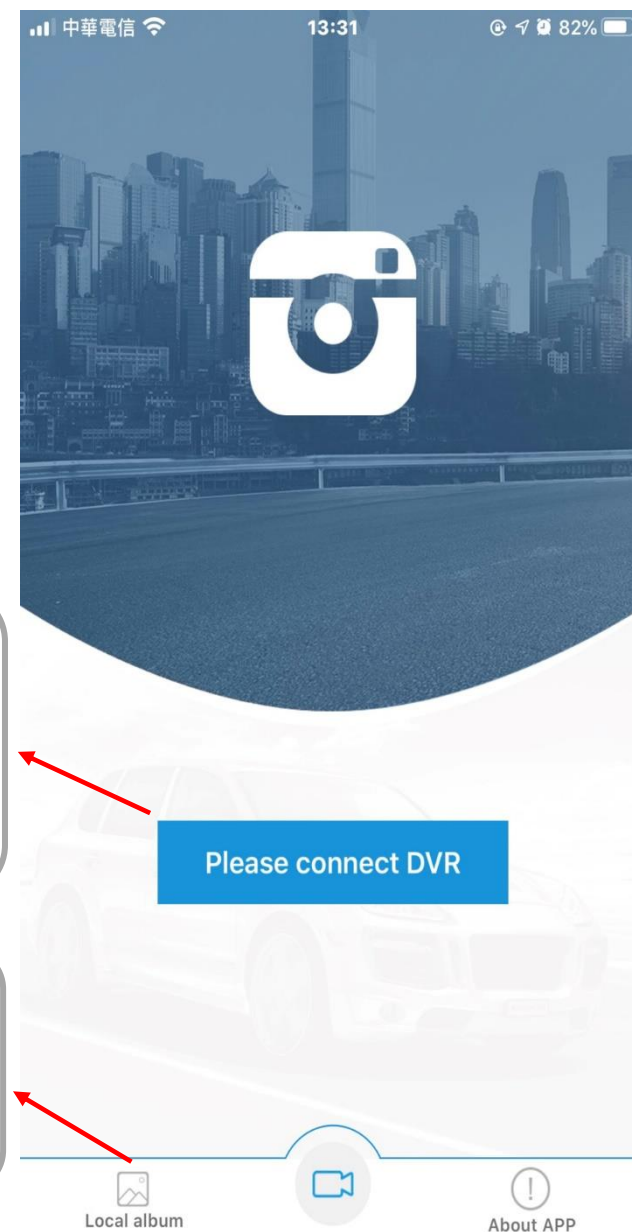 中華電信 13:31 82%
Please connect DVR
Local album
About APP